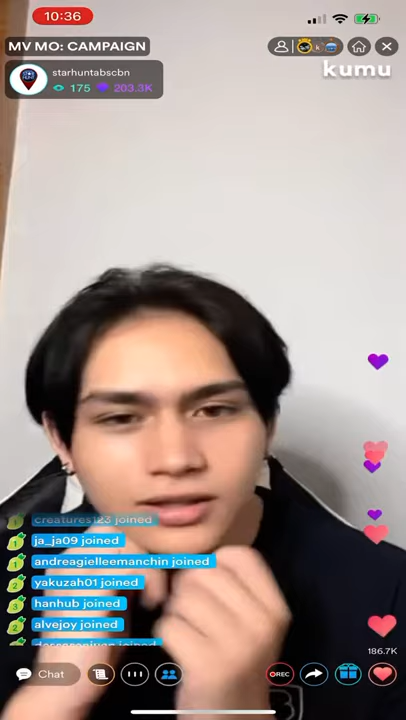 10:36
MV MO: CAMPAIGN
starhuntabscbn
175 203.3K
kumu
creatures123 joined
ja_ja09 joined
andreagielleemanchin joined
yakuzah01 joined
hanhub joined
alvejoy joined
186.7K
Chat
REC